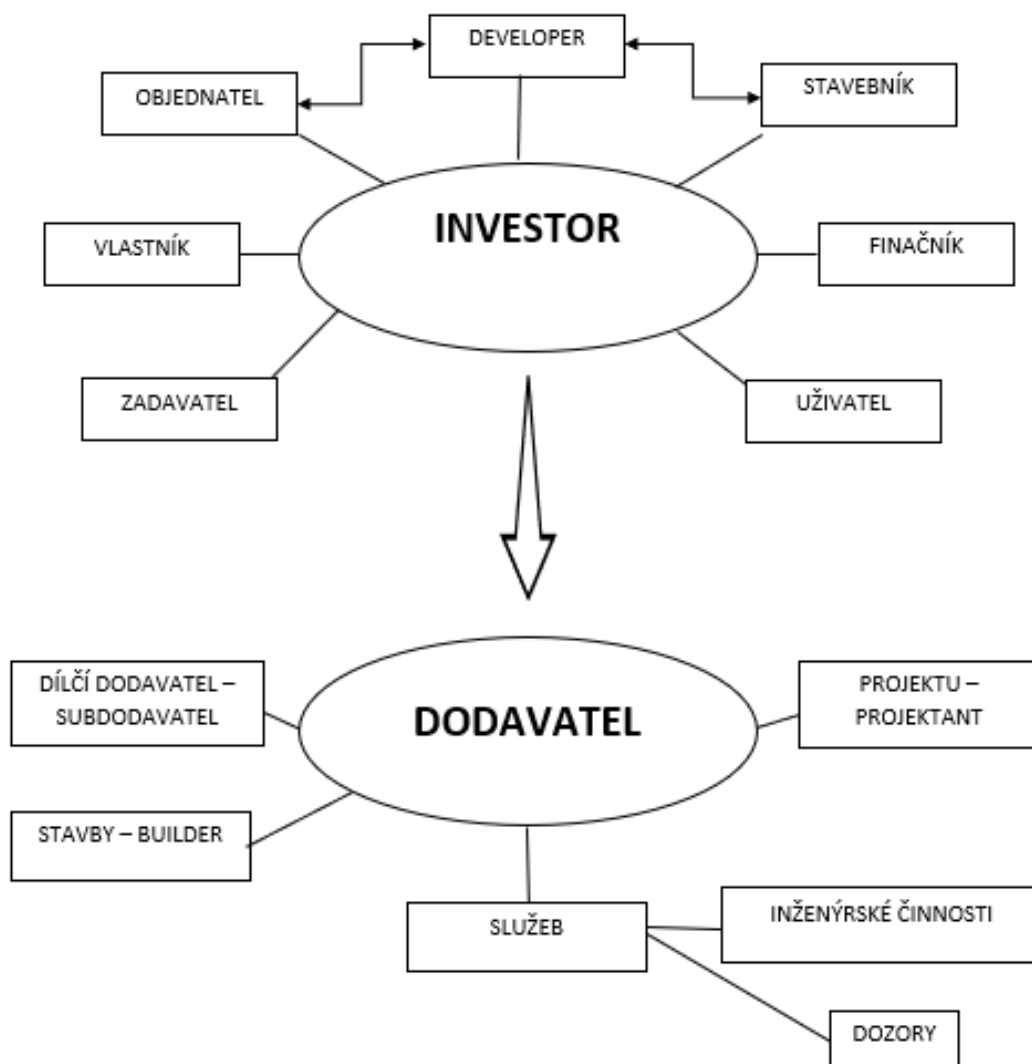 DEVELOPER
OBJEDNATEL
STAVEBNÍK
INVESTOR
VLASTNÍK
FINAČNÍK
ZADAVATEL
UŽIVATEL
DÍLČÍ DODAVATEL –
SUBDODAVATEL
PROJEKTU –
PROJEKTANT
DODAVATEL
STAVBY – BUILDER
SLUŽEB
INŽENÝRSKÉ ČINNOSTI
DOZORY